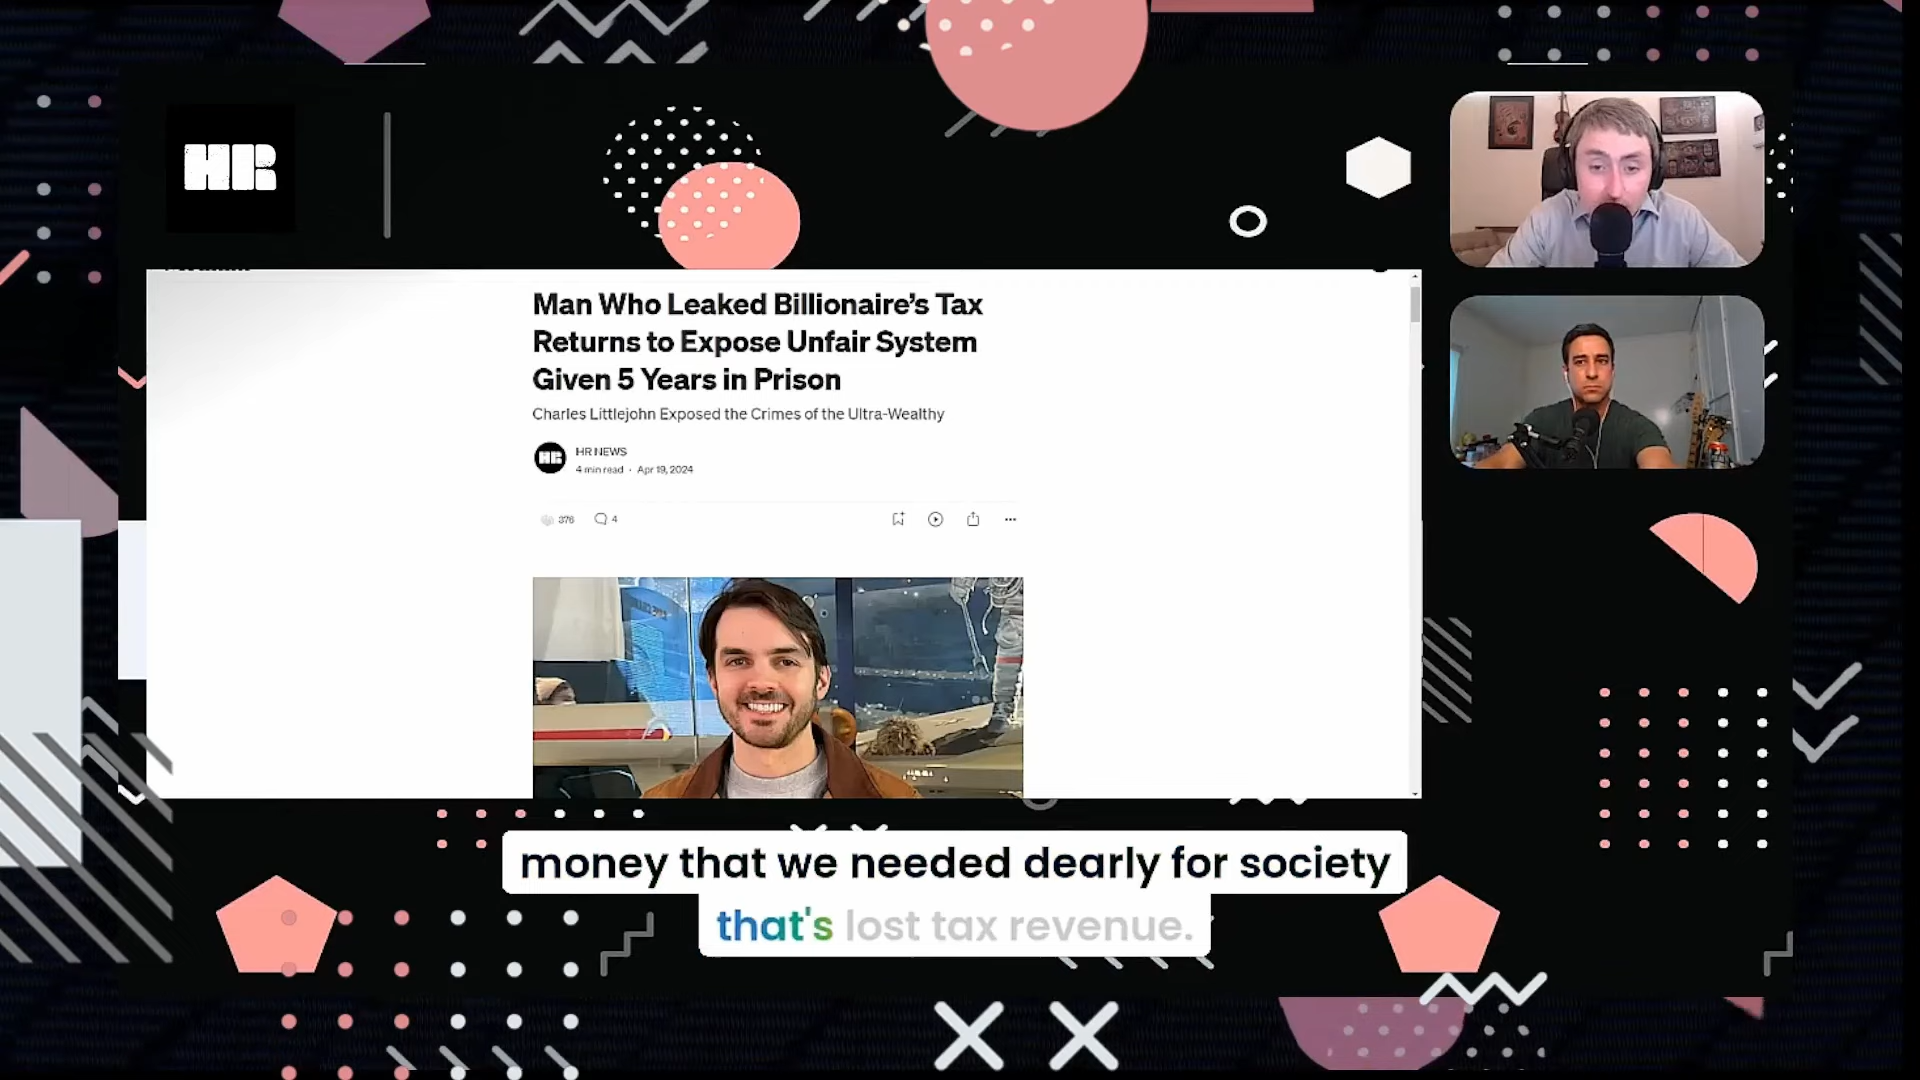 HR
Man Who Leaked Billionaire's Tax
Returns to Expose Unfair System
Given 5 Years in Prison
Charles Littlejohn Exposed the Crimes of the Ultra-Wealthy
HR
HR NEWS
4 min read · Apr 19, 2024
376 4
money that we needed dearly for society
that's lost tax revenue.